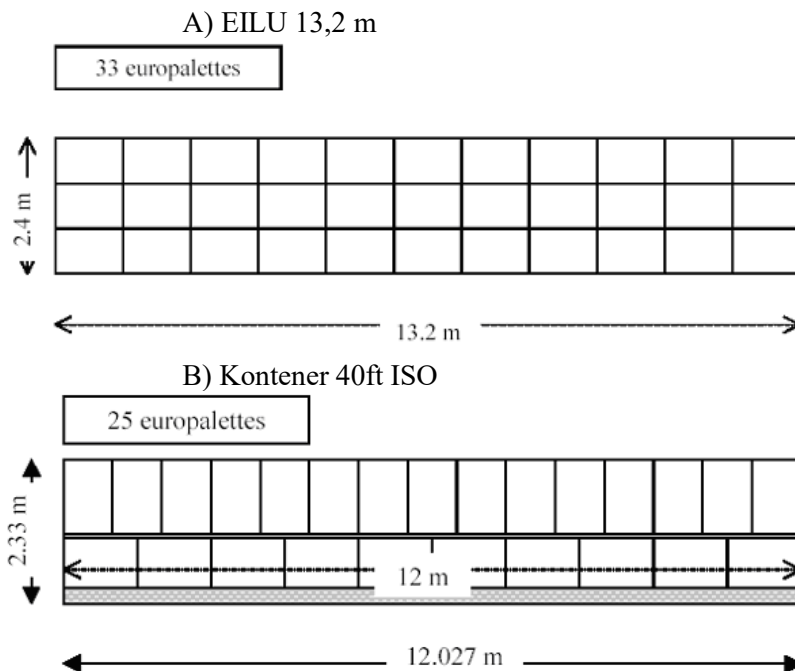 A) EILU 13,2 m
33 europalettes
2.4 m
13.2 m
B) Kontener 40ft ISO
25 europalettes
2.33 m
12 m
12.027 m